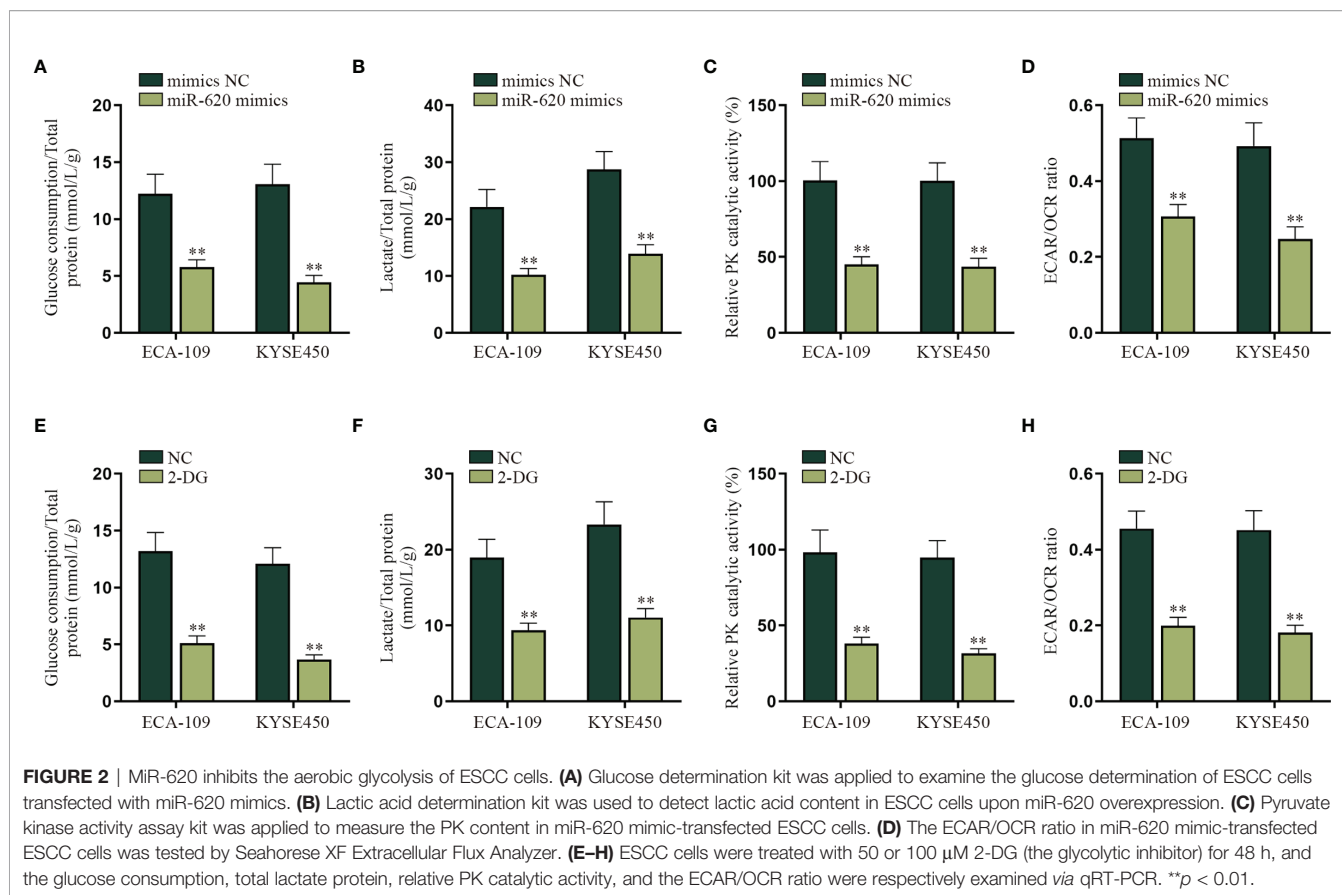 A
mimics NC
miR-620 mimics
Glucose consumption/Total
protein (mmol/L/g)
20
15
10
5
0
**
**
ECA-109
KYSE450
B
mimics NC
miR-620 mimics
Lactate/Total protein
(mmol/L/g)
40
30
20
10
0
**
**
ECA-109
KYSE450
C
mimics NC
miR-620 mimics
Relative PK catalytic activity (%)
150
100
50
0
**
**
ECA-109
KYSE450
D
mimics NC
miR-620 mimics
ECAR/OCR ratio
0.6
0.4
0.2
0.0
**
**
ECA-109
KYSE450
E
NC
2-DG
Glucose consumption/Total
protein (mmol/L/g)
20
15
10
5
0
**
**
ECA-109
KYSE450
F
NC
2-DG
Lactate/Total protein
(mmol/L/g)
30
20
10
0
**
**
ECA-109
KYSE450
G
NC
2-DG
Relative PK catalytic activity (%)
150
100
50
0
**
**
ECA-109
KYSE450
H
NC
2-DG
ECAR/OCR ratio
0.6
0.4
0.2
0.0
**
**
ECA-109
KYSE450
FIGURE 2 | MiR-620 inhibits the aerobic glycolysis of ESCC cells. (A) Glucose determination kit was applied to examine the glucose determination of ESCC cells
transfected with miR-620 mimics. (B) Lactic acid determination kit was used to detect lactic acid content in ESCC cells upon miR-620 overexpression. (C) Pyruvate
kinase activity assay kit was applied to measure the PK content in miR-620 mimic-transfected ESCC cells. (D) The ECAR/OCR ratio in miR-620 mimic-transfected
ESCC cells was tested by Seahorese XF Extracellular Flux Analyzer. (E–H) ESCC cells were treated with 50 or 100 μM 2-DG (the glycolytic inhibitor) for 48 h, and
the glucose consumption, total lactate protein, relative PK catalytic activity, and the ECAR/OCR ratio were respectively examined via qRT-PCR. **p < 0.01.